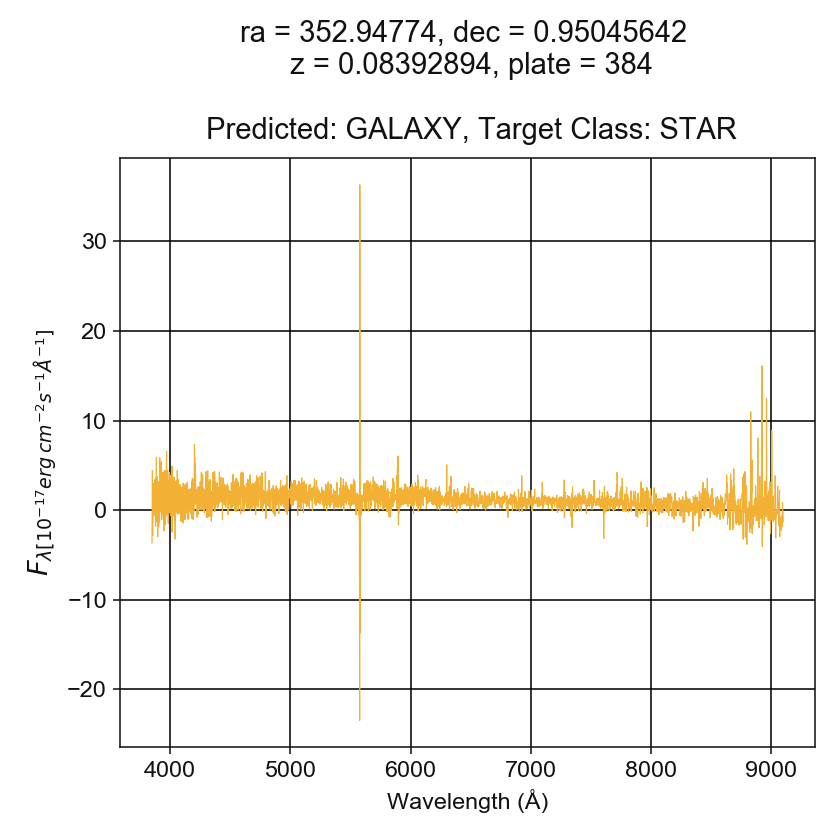 ra = 352.94774, dec = 0.95045642
z = 0.08392894, plate = 384
Predicted: GALAXY, Target Class: STAR
F_λ[10^{−17}erg cm^{−2}s^{−1}Å^{−1}]
30
20
10
0
−10
−20
4000 5000 6000 7000 8000 9000
Wavelength (Å)